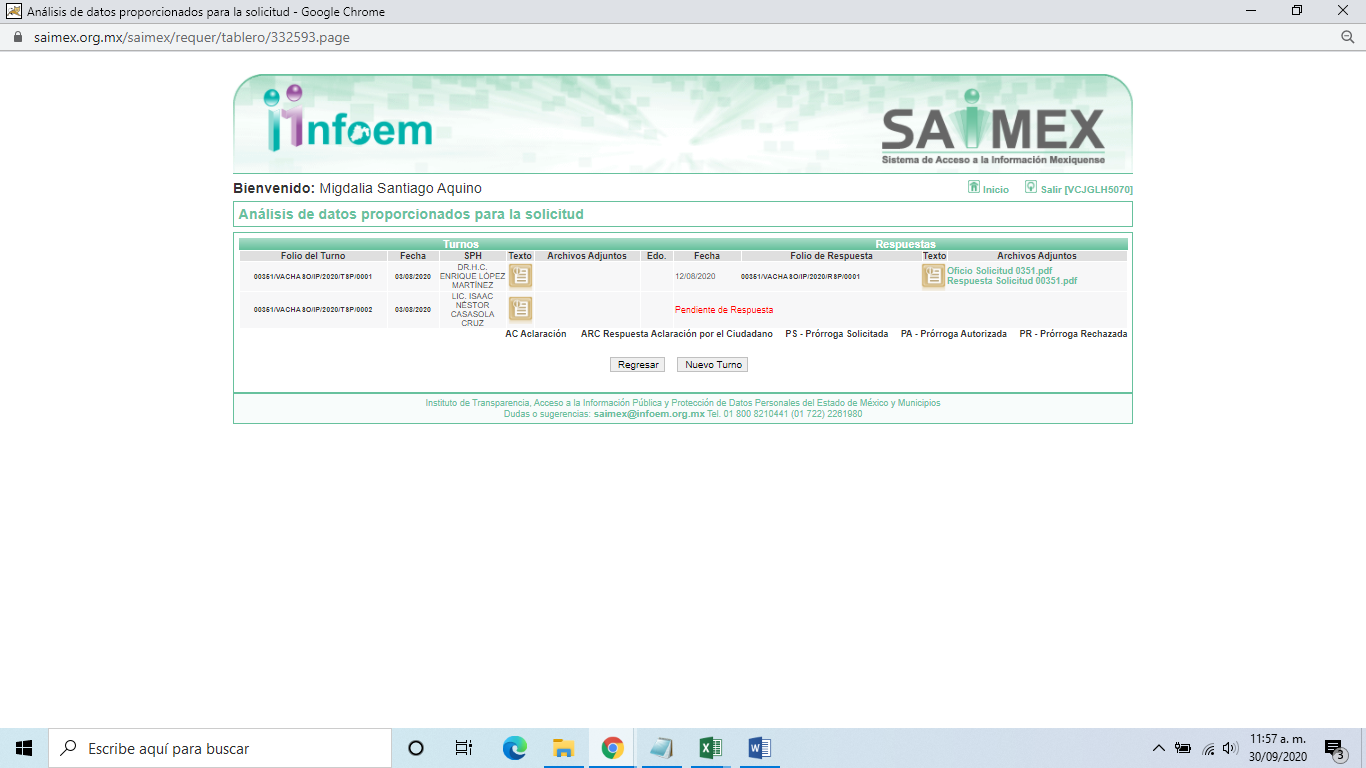 Análisis de datos proporcionados para la solicitud - Google Chrome
saimex.org.mx/saimex/requer/tablero/332593.page
infoem
SAIMEX
Sistema de Acceso a la Información Mexiquense
Bienvenido: Migdalia Santiago Aquino
Inicio
Salir [VCJGLH5070]
Análisis de datos proporcionados para la solicitud
Turnos Respuestas
Folio del Turno Fecha SPH Texto Archivos Adjuntos Edo. Fecha Folio de Respuesta Texto Archivos Adjuntos
00351/VACHASO/IP/2020/TSP/0001 03/08/2020 DR.H.C. ENRIQUE LÓPEZ MARTÍNEZ 12/08/2020 00351/VACHASO/IP/2020/RSP/0001 Oficio Solicitud 0351.pdf
Respuesta Solicitud 00351.pdf
00351/VACHASO/IP/2020/TSP/0002 03/08/2020 LIC. ISAAC NÉSTOR CASASOLA CRUZ Pendiente de Respuesta
AC Aclaración ARC Respuesta Aclaración por el Ciudadano PS - Prórroga Solicitada PA - Prórroga Autorizada PR - Prórroga Rechazada
Regresar Nuevo Turno
Instituto de Transparencia, Acceso a la Información Pública y Protección de Datos Personales del Estado de México y Municipios
Dudas o sugerencias: saimex@infoem.org.mx Tel. 01 800 8210441 (01 722) 2261980
Escribe aquí para buscar
11:57 a. m.
30/09/2020
3